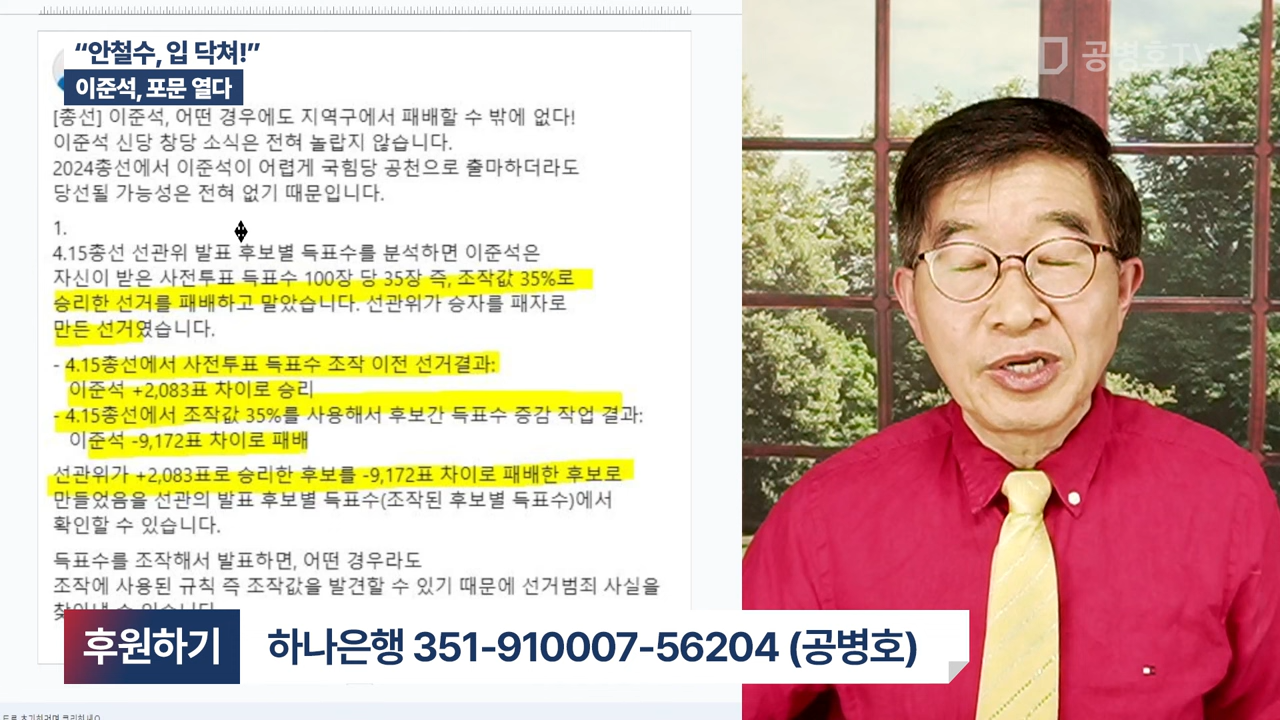 “안철수, 입 닥쳐!”
이준석, 포문 열다
[총선] 이준석, 어떤 경우에도 지역구에서 패배할 수 밖에 없다!
이준석 신당 창당 소식은 전혀 놀랍지 않습니다.
2024총선에서 이준석이 어렵게 국힘당 공천으로 출마하더라도
당선될 가능성은 전혀 없기 때문입니다.
1.
4.15총선 선관위 발표 후보별 득표수를 분석하면 이준석은
자신이 받은 사전투표 득표수 100장 당 35장 즉, 조작값 35%로
승리한 선거를 패배하고 말았습니다. 선관위가 승자를 패자로
만든 선거였습니다.
- 4.15총선에서 사전투표 득표수 조작 이전 선거결과:
이준석 +2,083표 차이로 승리
- 4.15총선에서 조작값 35%를 사용해서 후보간 득표수 증감 작업 결과:
이준석 -9,172표 차이로 패배
선관위가 +2,083표로 승리한 후보를 -9,172표 차이로 패배한 후보로
만들었음을 선관의 발표 후보별 득표수(조작된 후보별 득표수)에서
확인할 수 있습니다.
득표수를 조작해서 발표하면, 어떤 경우라도
조작에 사용된 규칙 즉 조작값을 발견할 수 있기 때문에 선거범죄 사실을
후원하기
하나은행 351-910007-56204 (공병호)
공병호TV